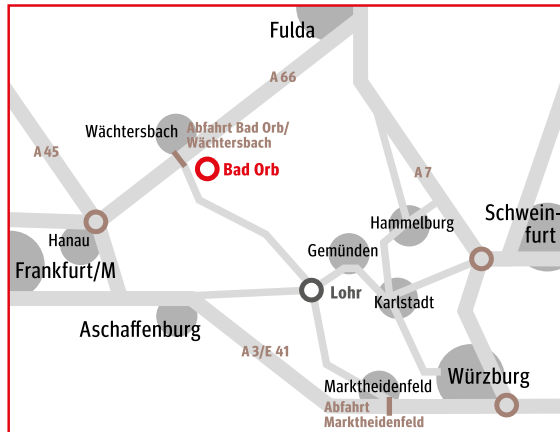 Fulda
A 66
Wächtersbach
Abfahrt Bad Orb/
Wächtersbach
A 45
Bad Orb
A 7
Schwein-
furt
Hammelburg
Hanau
Gemünden
Frankfurt/M
Lohr
Karlstadt
Aschaffenburg
A 3/E 41
Marktheidenfeld
Würzburg
Abfahrt
Marktheidenfeld